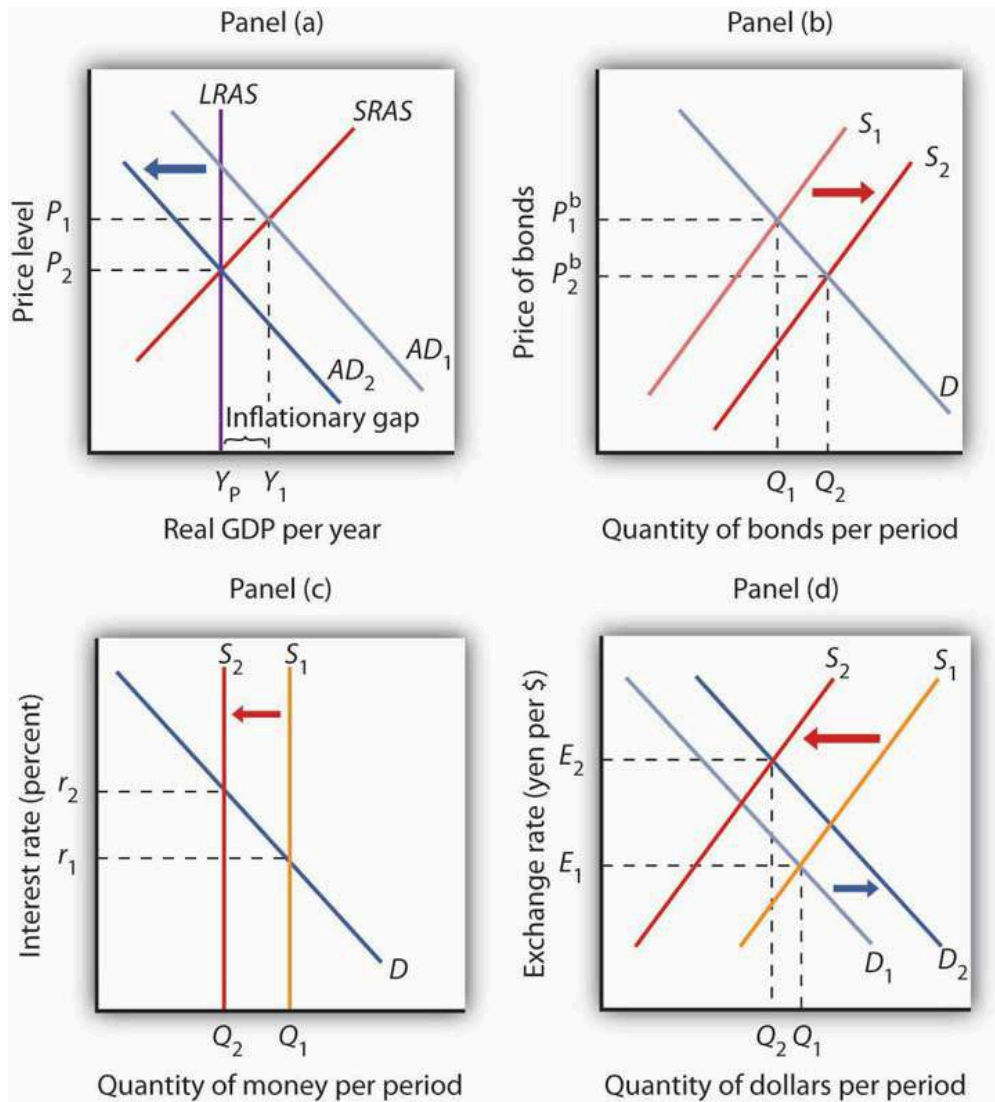 Panel (a)
LRAS
SRAS
P1
P2
Price level
AD1
AD2
Inflationary gap
YP Y1
Real GDP per year
Panel (b)
S1
S2
P1b
P2b
Price of bonds
D
Q1 Q2
Quantity of bonds per period
Panel (c)
S2 S1
r2
r1
Interest rate (percent)
D
Q2 Q1
Quantity of money per period
Panel (d)
S2 S1
E2
E1
Exchange rate (yen per $)
D1 D2
Q2 Q1
Quantity of dollars per period